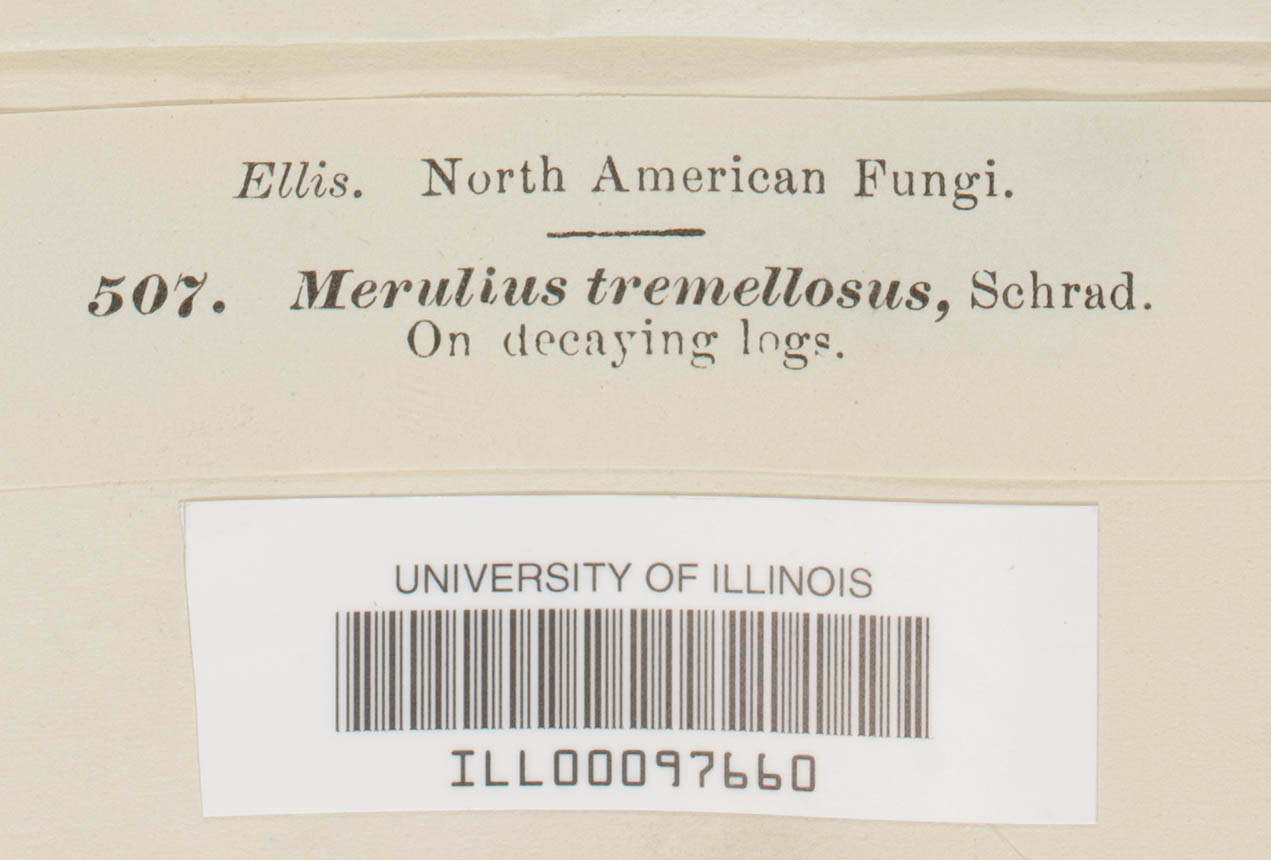 Ellis. North American Fungi.
507. Merulius tremellosus, Schrad.
On decaying logs.
UNIVERSITY OF ILLINOIS
ILL00097660